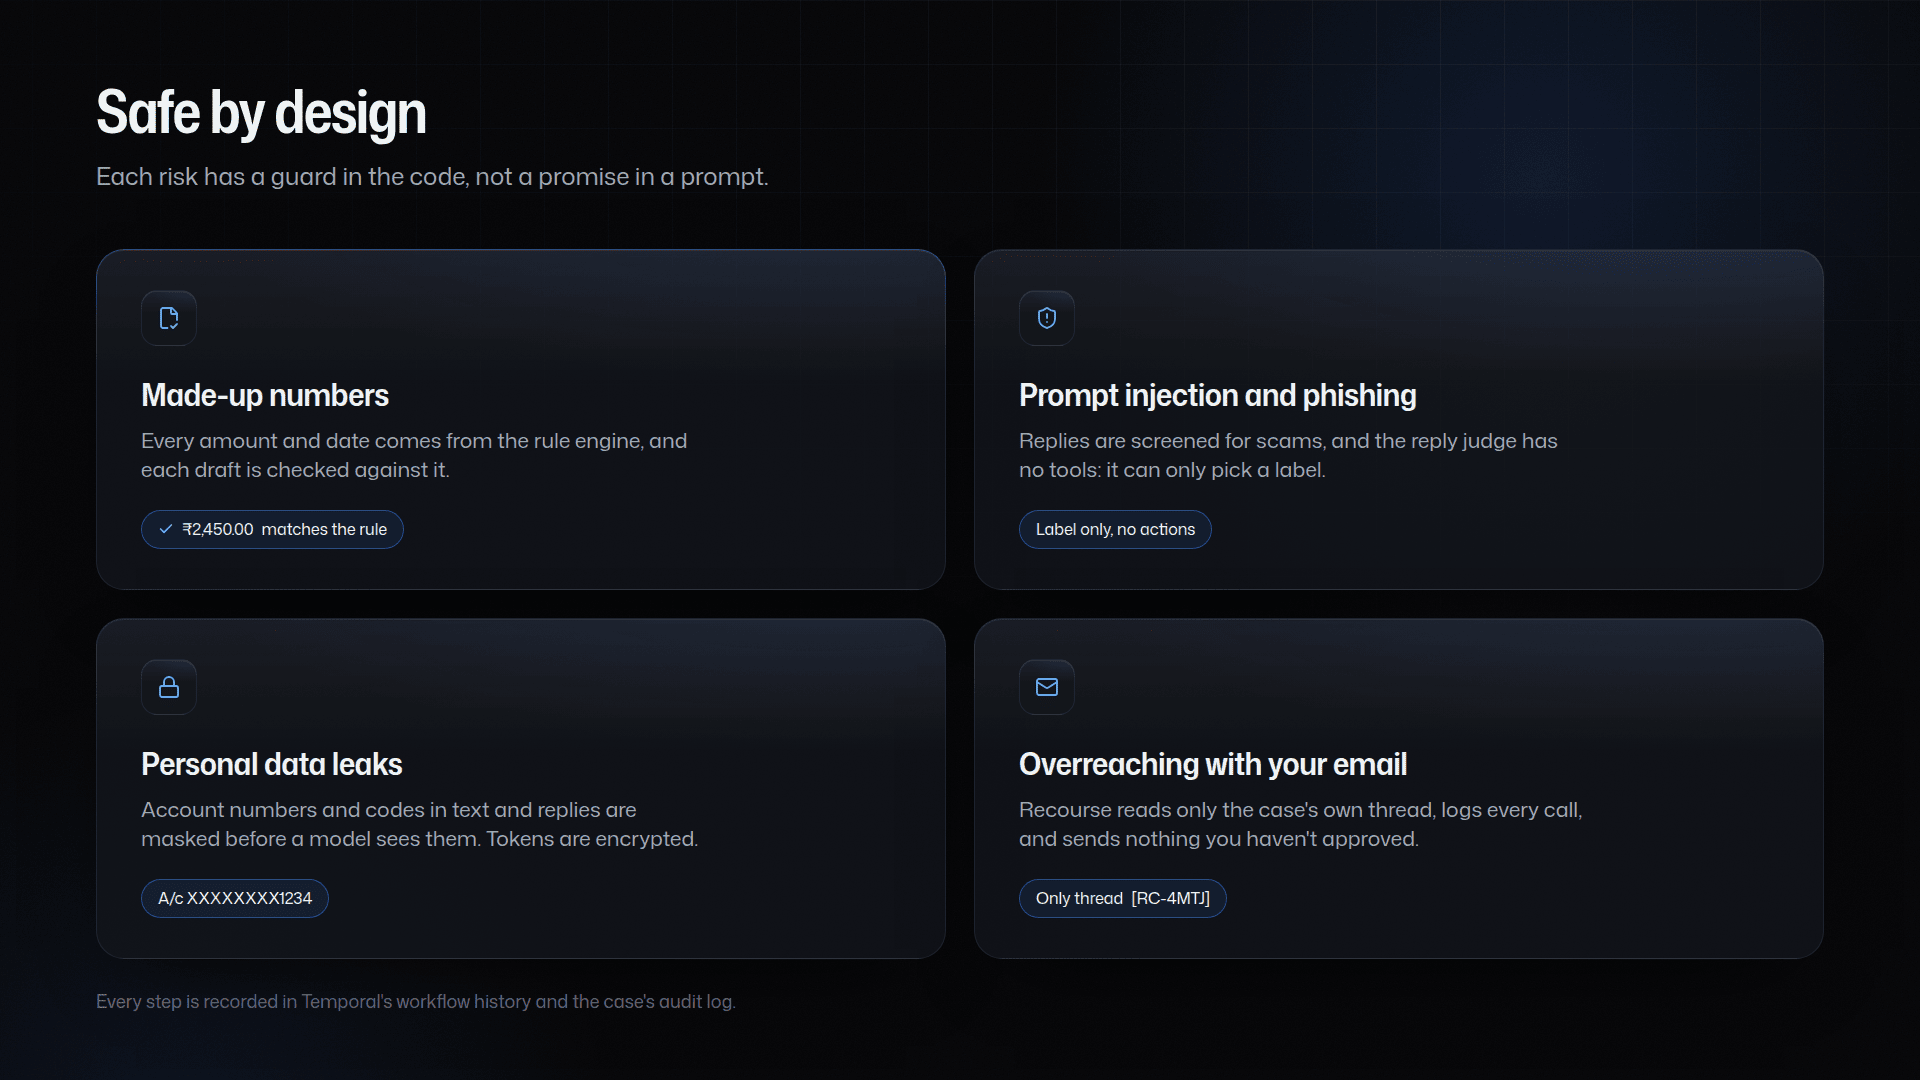 Safe by design
Each risk has a guard in the code, not a promise in a prompt.
Made-up numbers
Every amount and date comes from the rule engine, and
each draft is checked against it.
₹2,450.00 matches the rule
Prompt injection and phishing
Replies are screened for scams, and the reply judge has
no tools: it can only pick a label.
Label only, no actions
Personal data leaks
Account numbers and codes in text and replies are
masked before a model sees them. Tokens are encrypted.
A/c XXXXXXXX1234
Overreaching with your email
Recourse reads only the case's own thread, logs every call,
and sends nothing you haven't approved.
Only thread [RC-4MTJ]
Every step is recorded in Temporal's workflow history and the case's audit log.